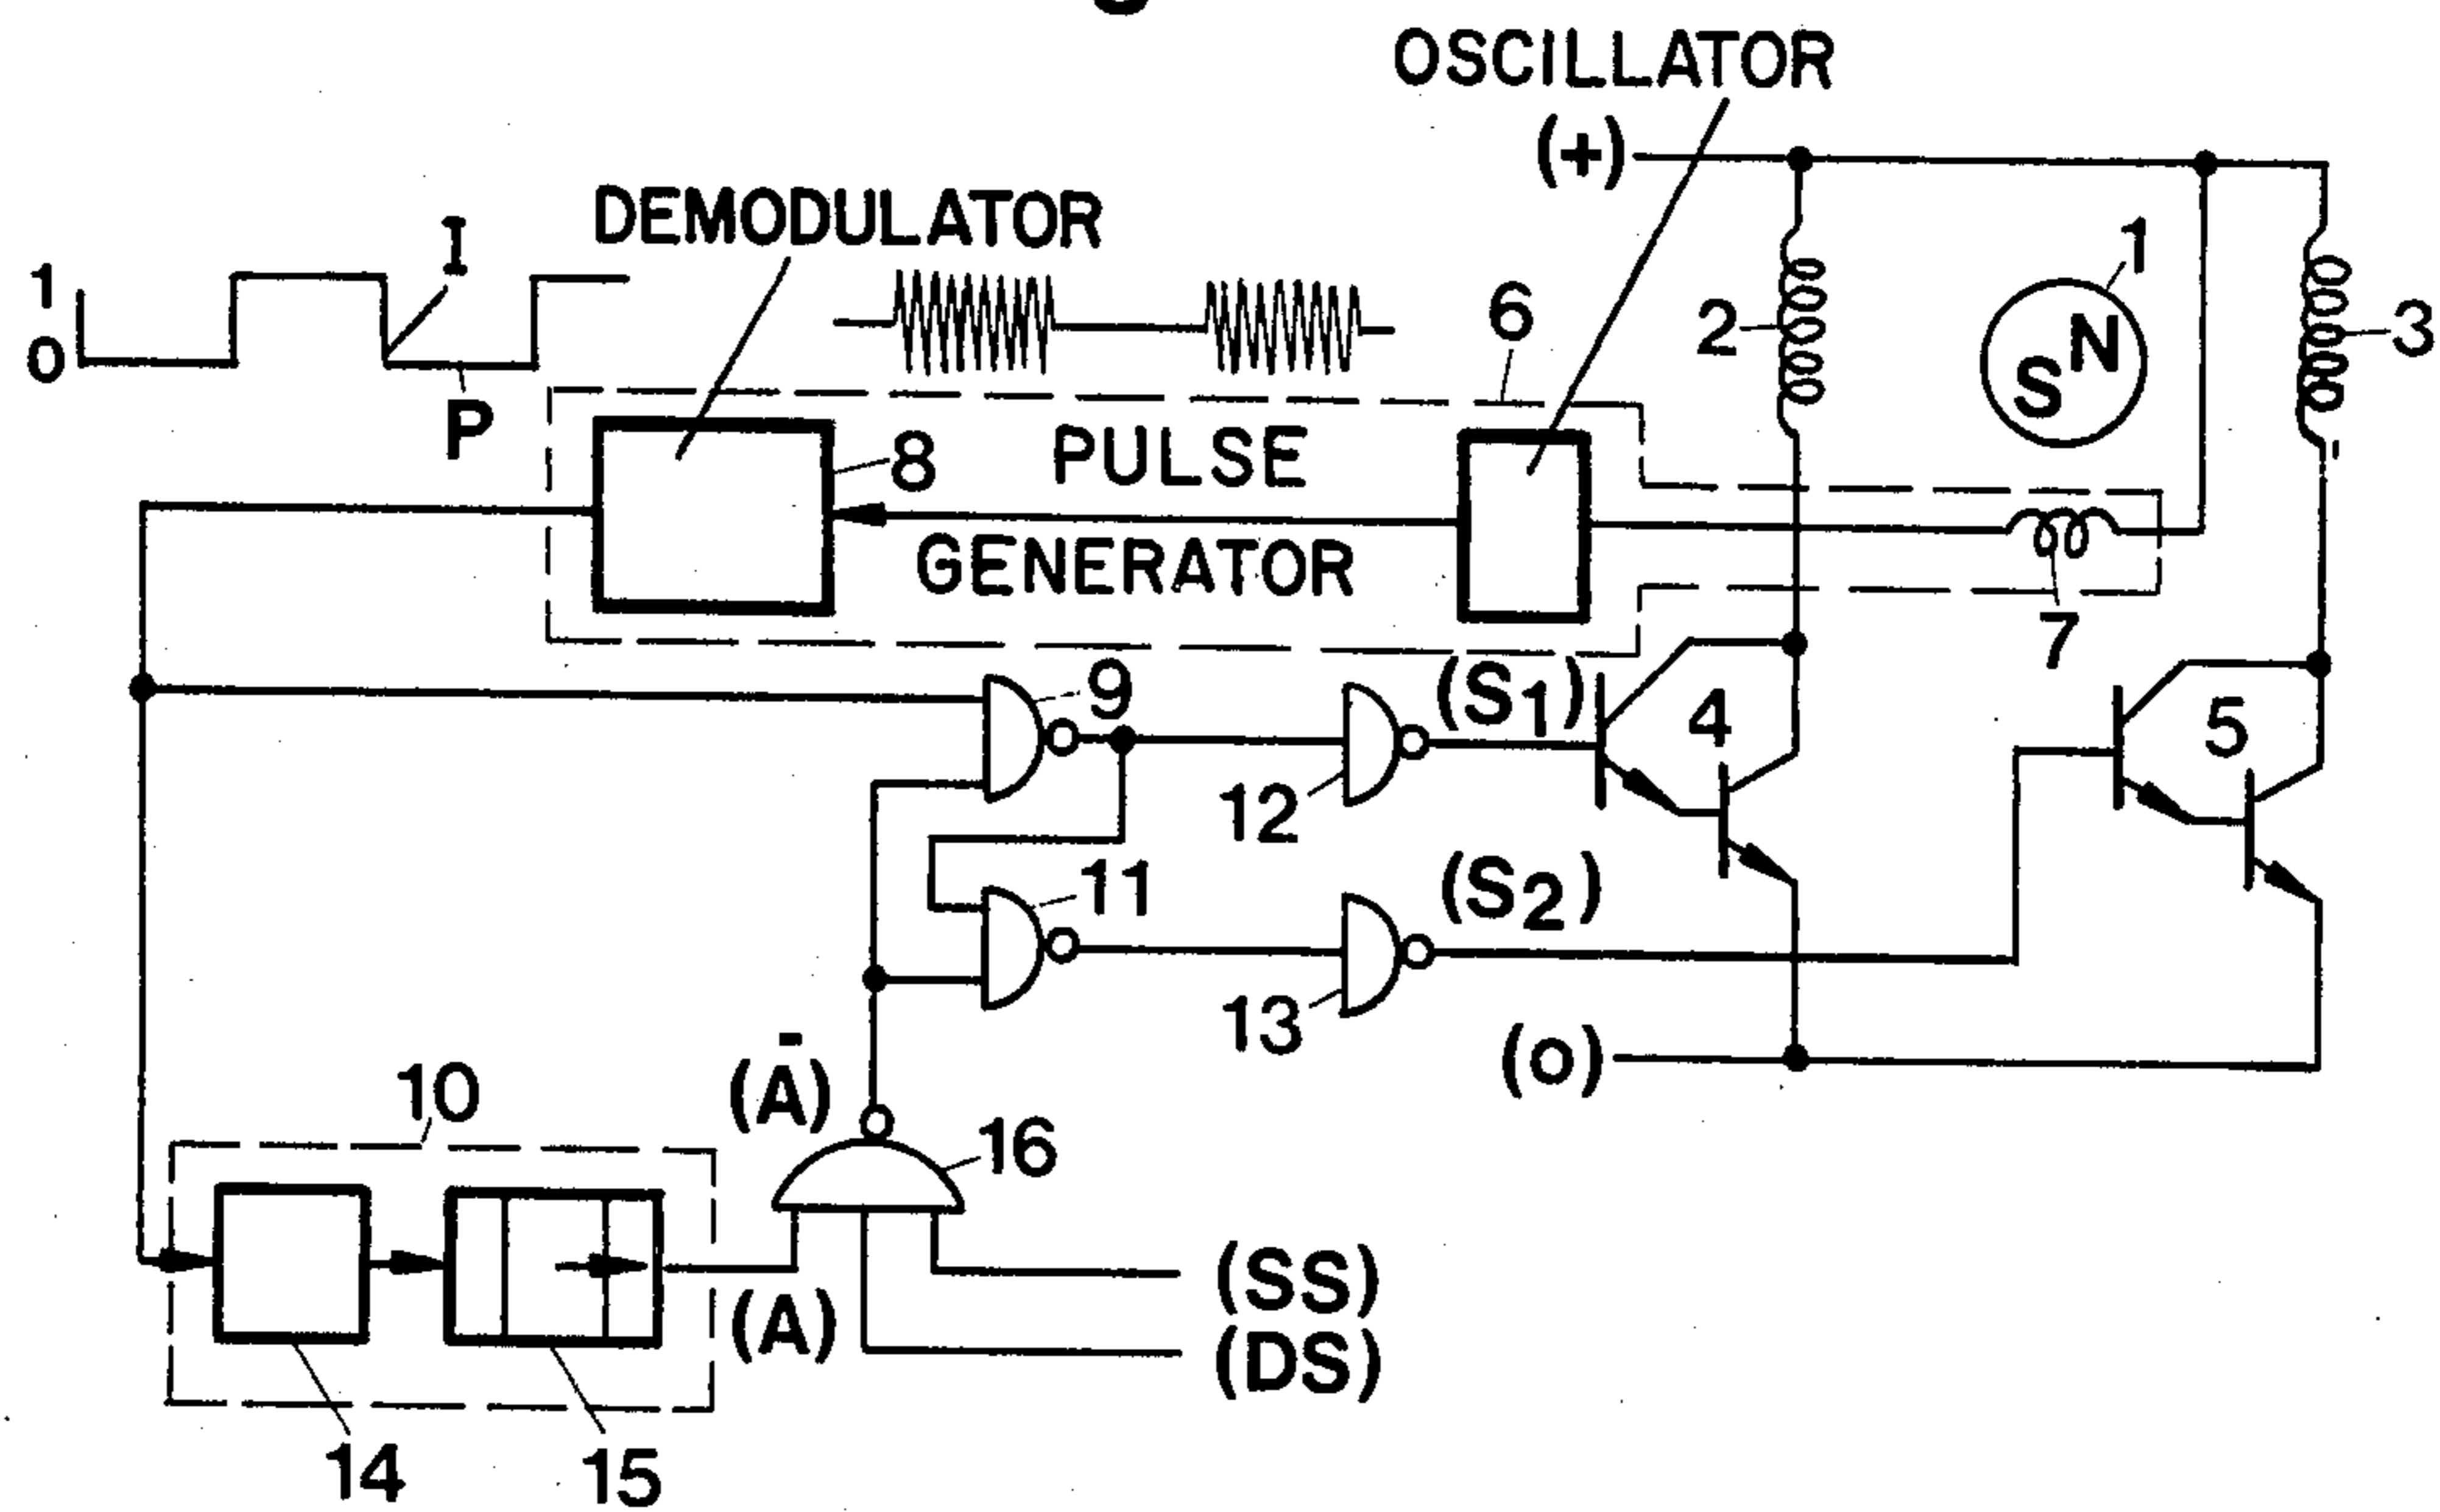 OSCILLATOR
(+)
DEMODULATOR
1
I
1
0
6
2
N
S
3
P
8
PULSE
GENERATOR
7
9
(S1)
4
5
12
11
(S2)
13
(Ā)
(O)
10
16
(A)
(SS)
(DS)
14
15